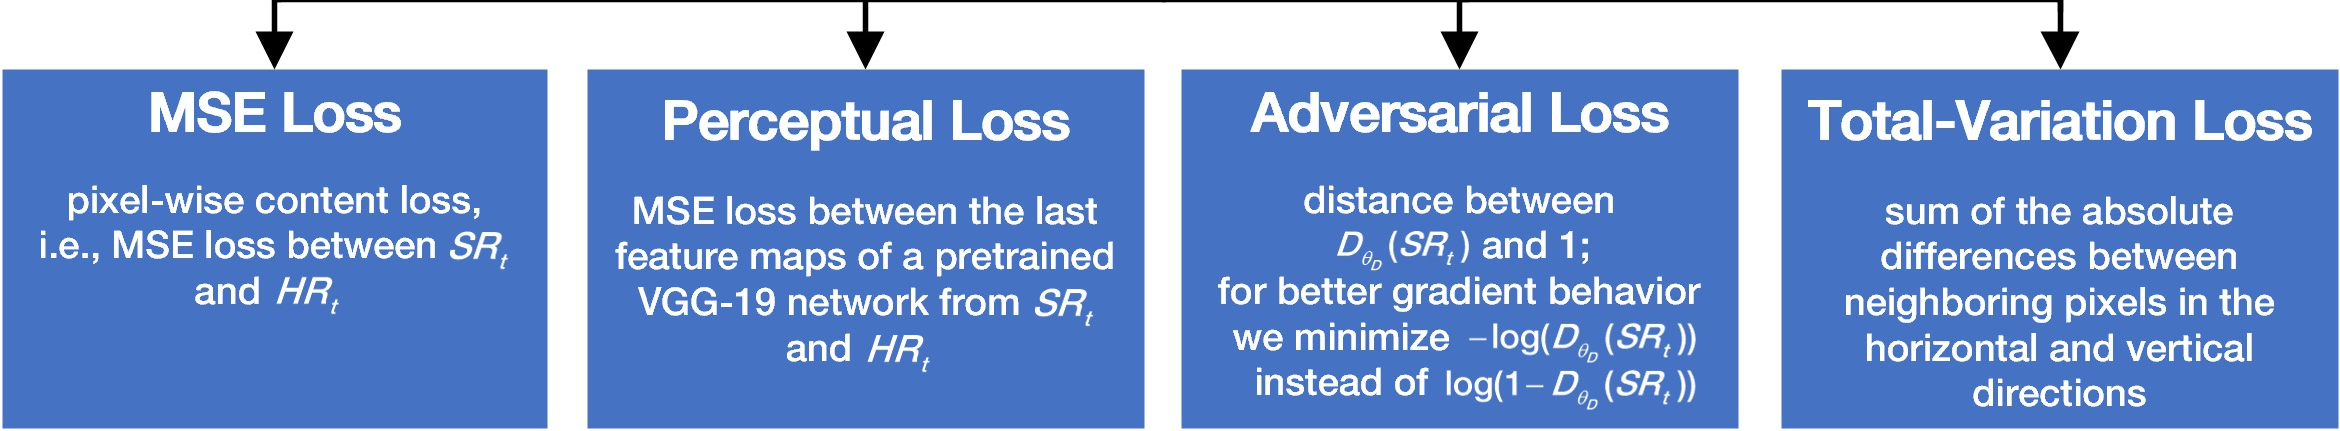 MSE Loss
pixel-wise content loss,
i.e., MSE loss between SR_t
and HR_t
Perceptual Loss
MSE loss between the last
feature maps of a pretrained
VGG-19 network from SR_t
and HR_t
Adversarial Loss
distance between
D_{θ_D}(SR_t) and 1;
for better gradient behavior
we minimize −log(D_{θ_D}(SR_t))
instead of log(1− D_{θ_D}(SR_t))
Total-Variation Loss
sum of the absolute
differences between
neighboring pixels in the
horizontal and vertical
directions